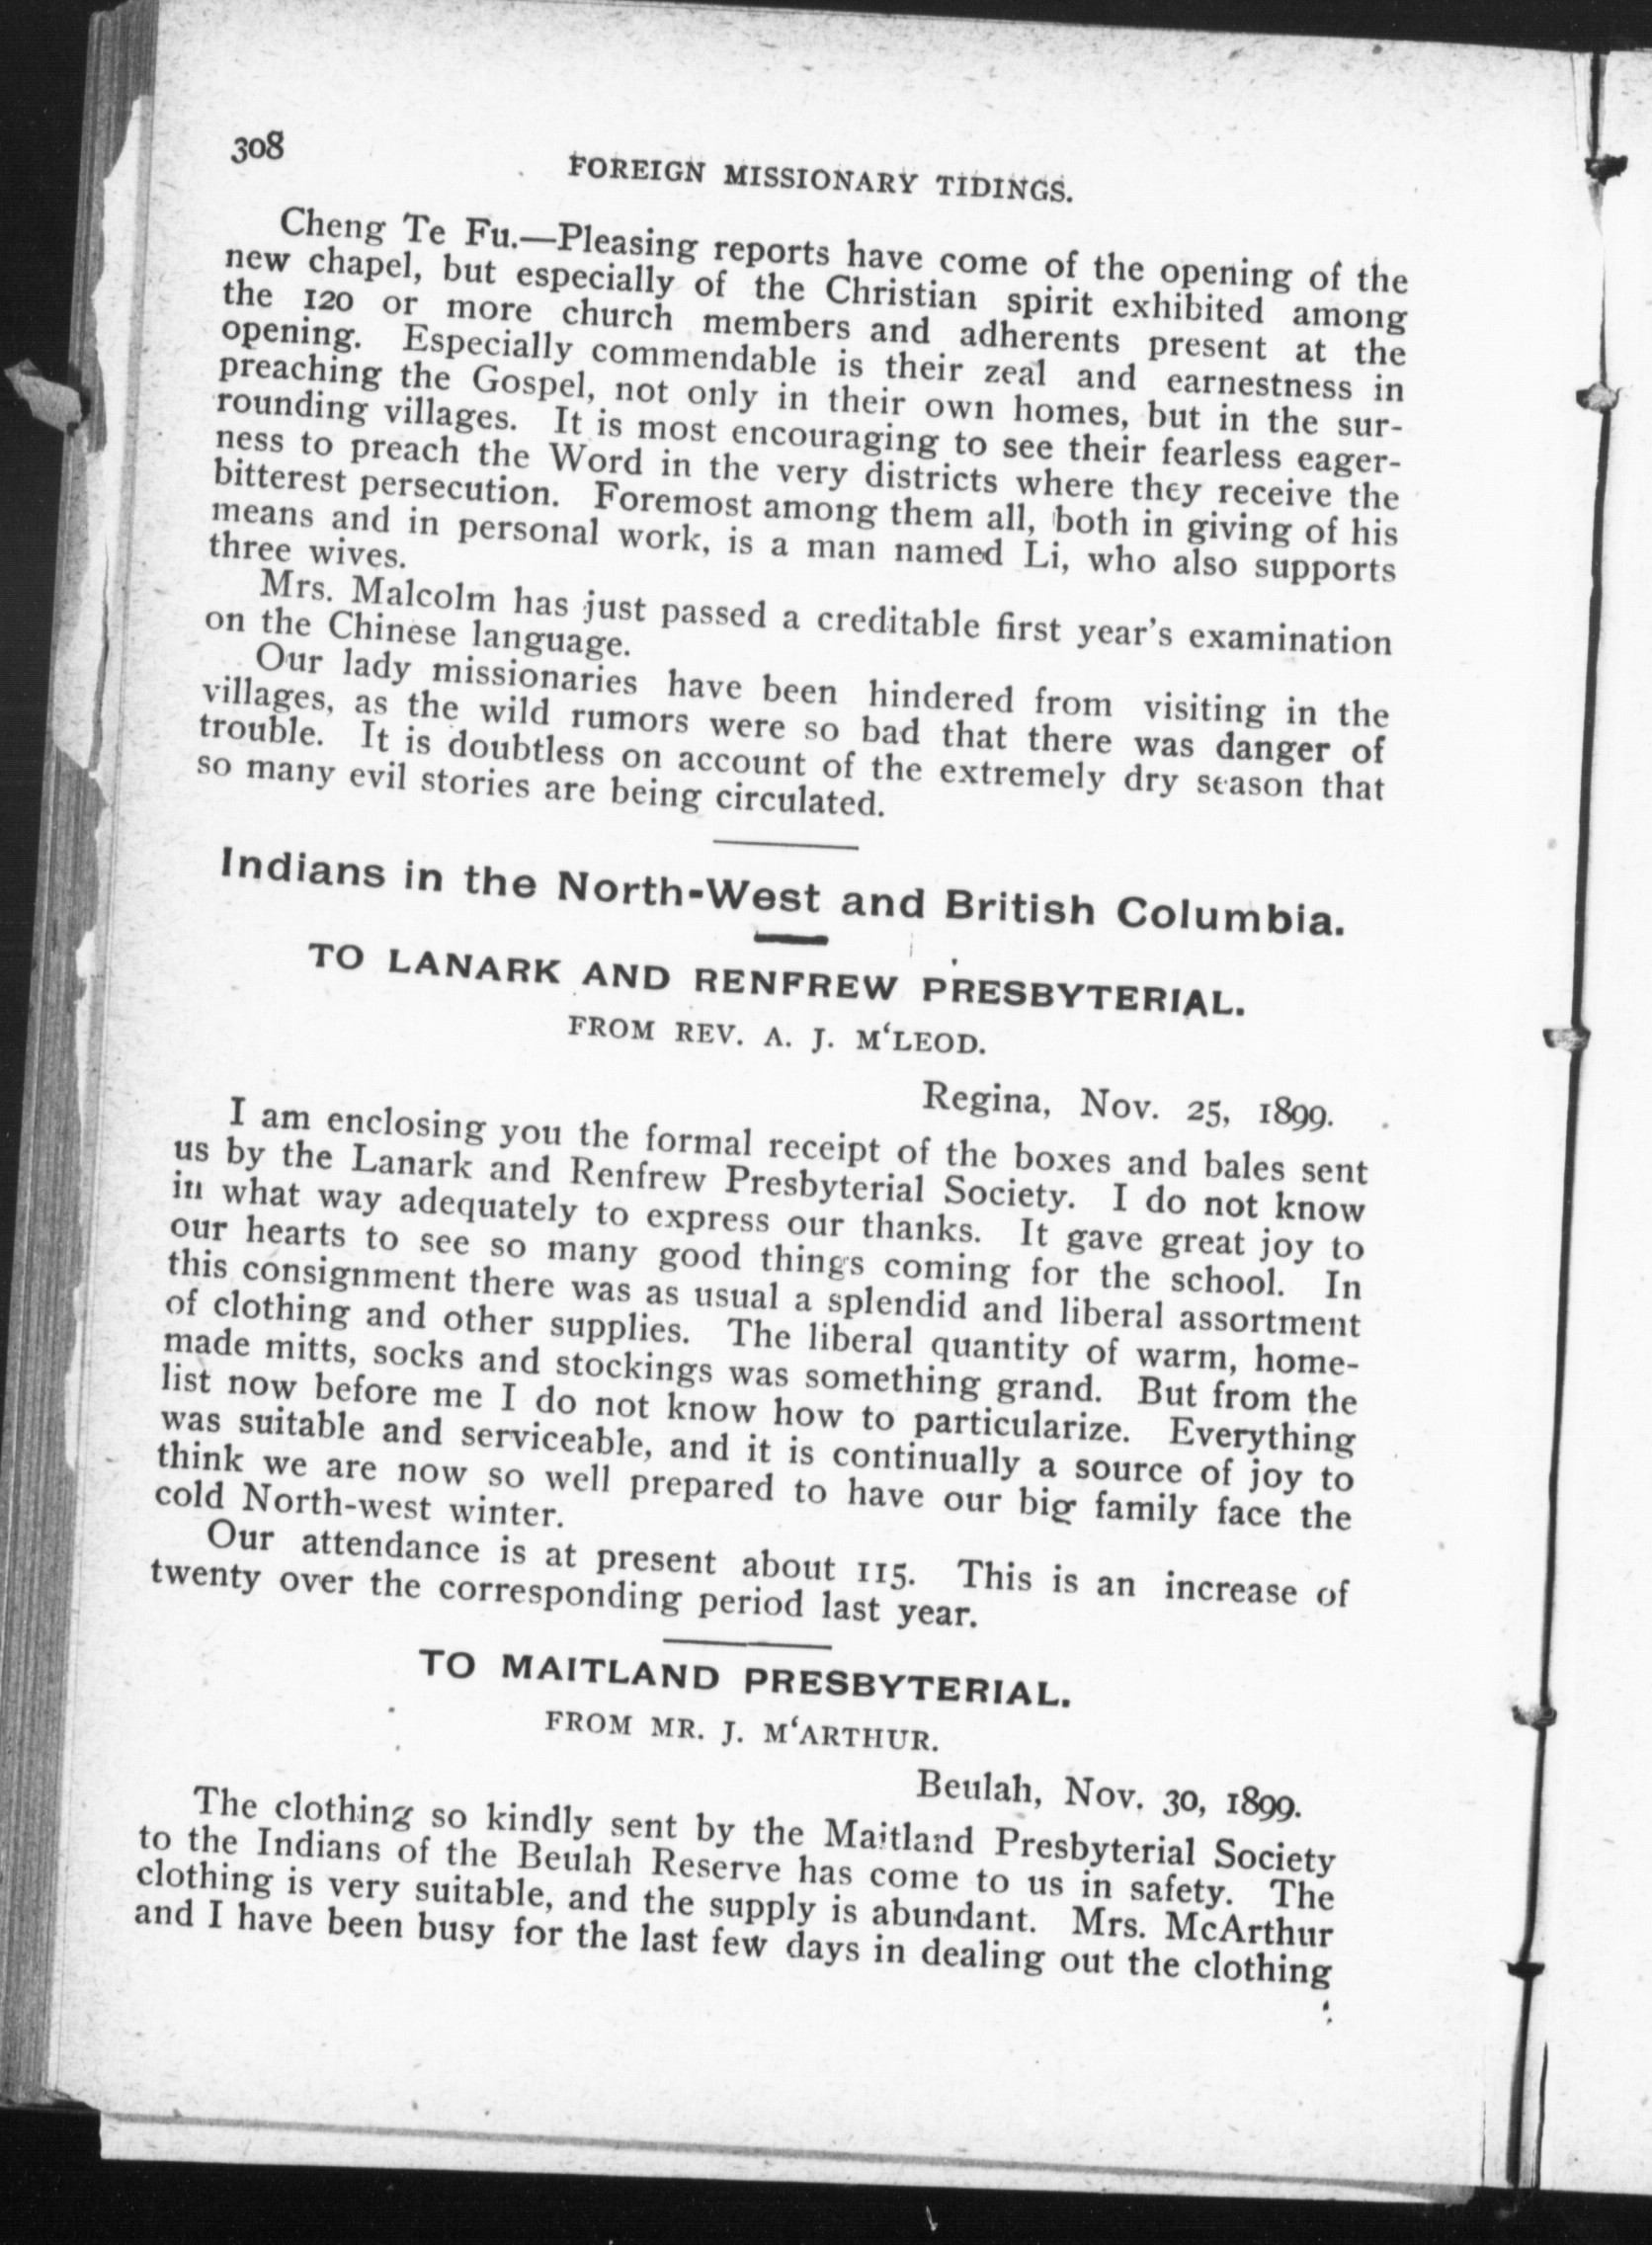 308
FOREIGN MISSIONARY TIDINGS.
Cheng Te Fu.—Pleasing reports have come of the opening of the
new chapel, but especially of the Christian spirit exhibited among
the 120 or more church members and adherents present at the
opening. Especially commendable is their zeal and earnestness in
preaching the Gospel, not only in their own homes, but in the sur-
rounding villages. It is most encouraging to see their fearless eager-
ness to preach the Word in the very districts where they receive the
bitterest persecution. Foremost among them all, both in giving of his
means and in personal work, is a man named Li, who also supports
three wives.
Mrs. Malcolm has just passed a creditable first year's examination
on the Chinese language.
Our lady missionaries have been hindered from visiting in the
villages, as the wild rumors were so bad that there was danger of
trouble. It is doubtless on account of the extremely dry season that
so many evil stories are being circulated.
Indians in the North-West and British Columbia.
TO LANARK AND RENFREW PRESBYTERIAL.
FROM REV. A. J. M‘LEOD.
Regina, Nov. 25, 1899.
I am enclosing you the formal receipt of the boxes and bales sent
us by the Lanark and Renfrew Presbyterial Society. I do not know
in what way adequately to express our thanks. It gave great joy to
our hearts to see so many good things coming for the school. In
this consignment there was as usual a splendid and liberal assortment
of clothing and other supplies. The liberal quantity of warm, home-
made mitts, socks and stockings was something grand. But from the
list now before me I do not know how to particularize. Everything
was suitable and serviceable, and it is continually a source of joy to
think we are now so well prepared to have our big family face the
cold North-west winter.
Our attendance is at present about 115. This is an increase of
twenty over the corresponding period last year.
TO MAITLAND PRESBYTERIAL.
FROM MR. J. M‘ARTHUR.
Beulah, Nov. 30, 1899.
The clothing so kindly sent by the Maitland Presbyterial Society
to the Indians of the Beulah Reserve has come to us in safety. The
clothing is very suitable, and the supply is abundant. Mrs. McArthur
and I have been busy for the last few days in dealing out the clothing